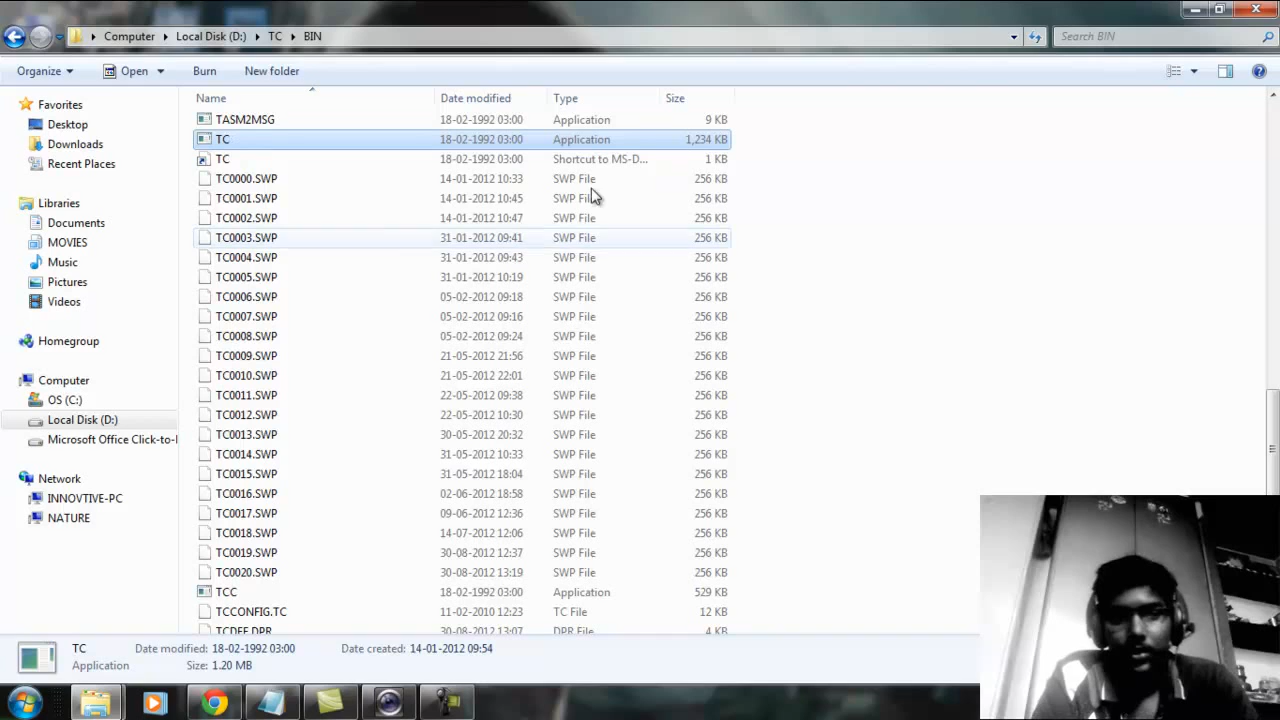 Computer Local Disk (D:) TC BIN
Search BIN
Organize Open Burn New folder
Name Date modified Type Size
Favorites
Desktop
Downloads
Recent Places
Libraries
Documents
MOVIES
Music
Pictures
Videos
Homegroup
Computer
OS (C:)
Local Disk (D:)
Microsoft Office Click-to-
Network
INNOVTIVE-PC
NATURE
TASM2MSG 18-02-1992 03:00 Application 9 KB
TC 18-02-1992 03:00 Application 1,234 KB
TC 18-02-1992 03:00 Shortcut to MS-D... 1 KB
TC0000.SWP 14-01-2012 10:33 SWP File 256 KB
TC0001.SWP 14-01-2012 10:45 SWP File 256 KB
TC0002.SWP 14-01-2012 10:47 SWP File 256 KB
TC0003.SWP 31-01-2012 09:41 SWP File 256 KB
TC0004.SWP 31-01-2012 09:43 SWP File 256 KB
TC0005.SWP 31-01-2012 10:19 SWP File 256 KB
TC0006.SWP 05-02-2012 09:18 SWP File 256 KB
TC0007.SWP 05-02-2012 09:16 SWP File 256 KB
TC0008.SWP 05-02-2012 09:24 SWP File 256 KB
TC0009.SWP 21-05-2012 21:56 SWP File 256 KB
TC0010.SWP 21-05-2012 22:01 SWP File 256 KB
TC0011.SWP 22-05-2012 09:38 SWP File 256 KB
TC0012.SWP 22-05-2012 10:30 SWP File 256 KB
TC0013.SWP 30-05-2012 20:32 SWP File 256 KB
TC0014.SWP 31-05-2012 10:33 SWP File 256 KB
TC0015.SWP 31-05-2012 18:04 SWP File 256 KB
TC0016.SWP 02-06-2012 18:58 SWP File 256 KB
TC0017.SWP 09-06-2012 12:36 SWP File 256 KB
TC0018.SWP 14-07-2012 12:06 SWP File 256 KB
TC0019.SWP 30-08-2012 12:37 SWP File 256 KB
TC0020.SWP 30-08-2012 13:19 SWP File 256 KB
TCC 18-02-1992 03:00 Application 529 KB
TCCONFIG.TC 11-02-2010 12:23 TC File 12 KB
TCDEF.DPR 30-08-2012 13:07 DPR File 4 KB
TC Date modified: 18-02-1992 03:00 Date created: 14-01-2012 09:54
Application Size: 1.20 MB